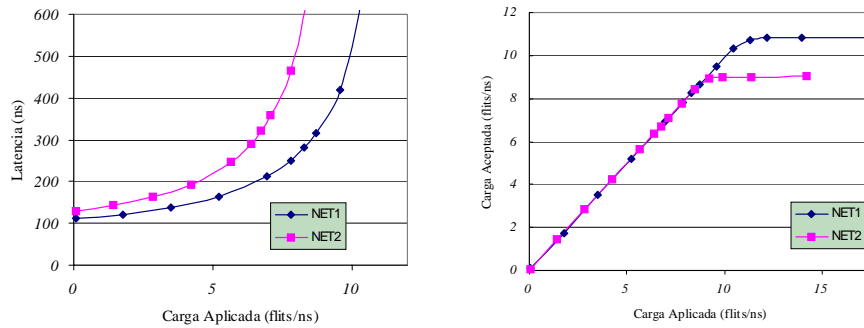 600
500
400
300
200
100
0
Latencia (ns)
0
5
10
Carga Aplicada (flits/ns)
NET1
NET2
12
10
8
6
4
2
0
Carga Aceptada (flits/ns)
0
5
10
15
Carga Aplicada (flits/ns)
NET1
NET2